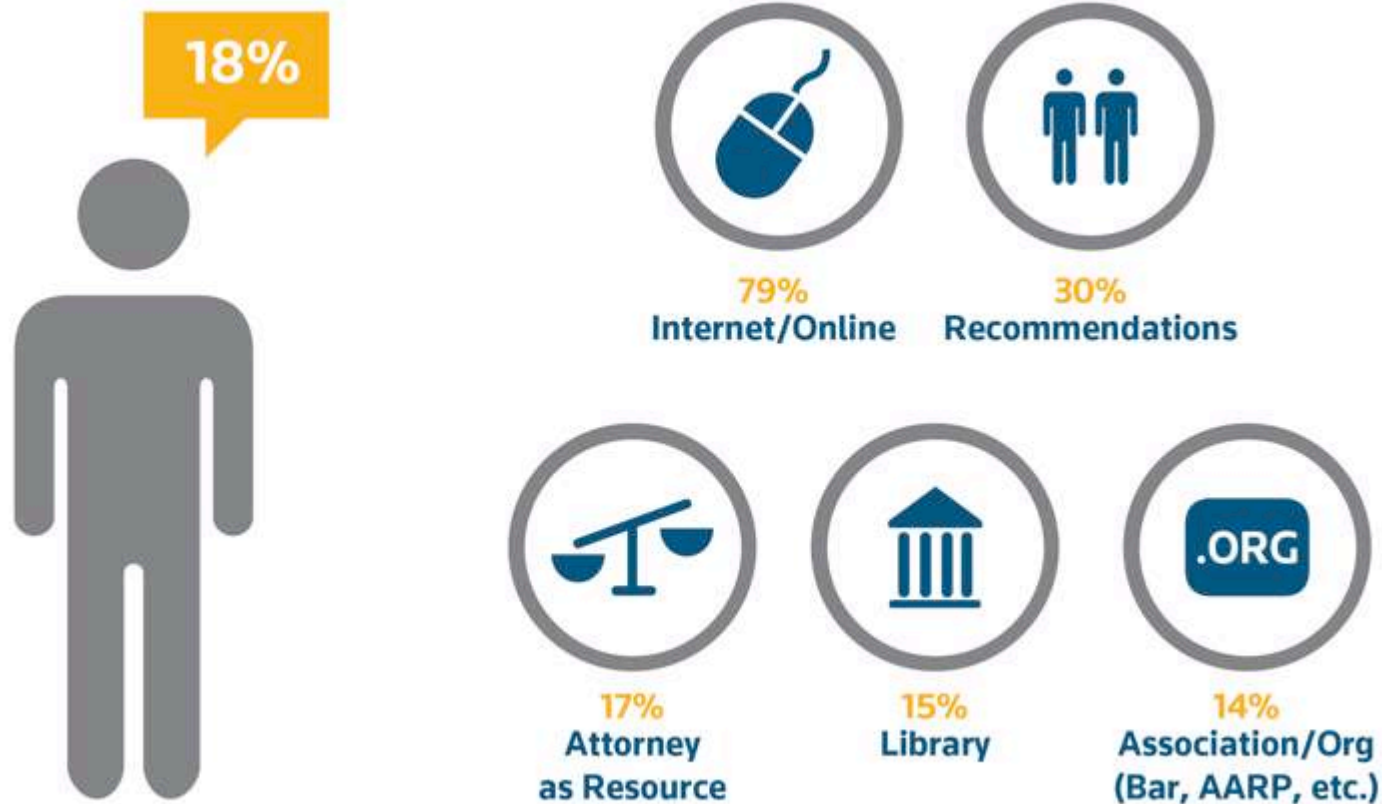 18%
79%
Internet/Online
30%
Recommendations
17%
Attorney
as Resource
15%
Library
.ORG
14%
Association/Org
(Bar, AARP, etc.)